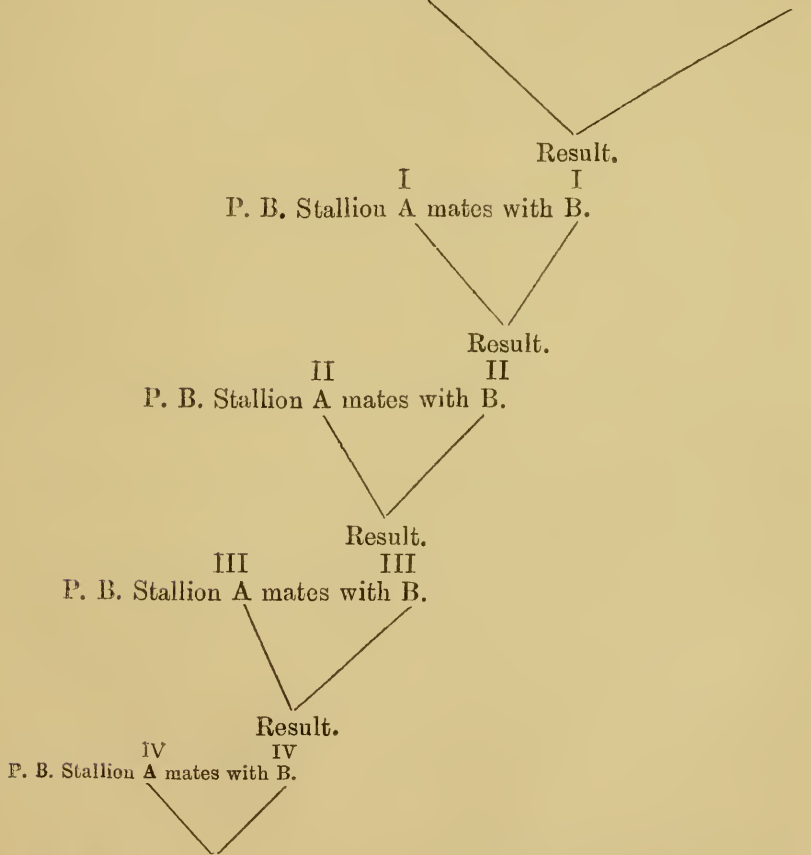 Result.
I I
P. B. Stallion A mates with B.
Result.
II II
P. B. Stallion A mates with B.
Result.
III III
P. B. Stallion A mates with B.
Result.
IV IV
P. B. Stallion A mates with B.